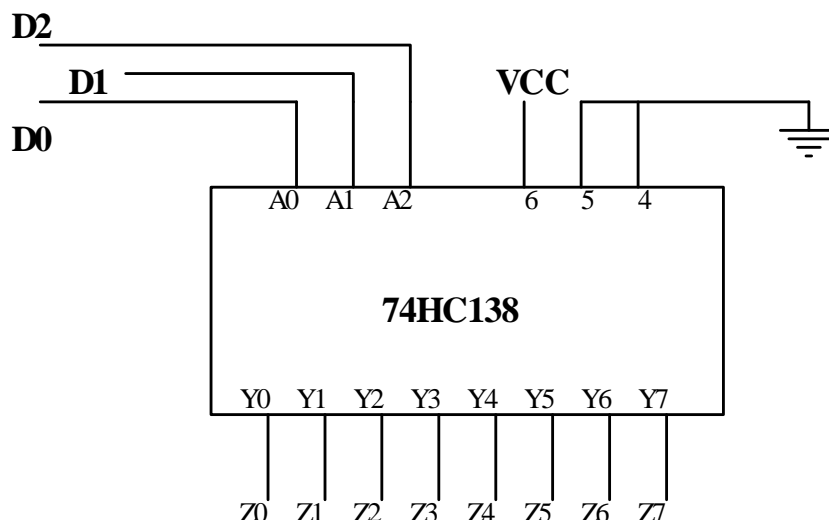 D2
D1 VCC
D0
A0 A1 A2 6 5 4
74HC138
Y0 Y1 Y2 Y3 Y4 Y5 Y6 Y7
Z0 Z1 Z2 Z3 Z4 Z5 Z6 Z7